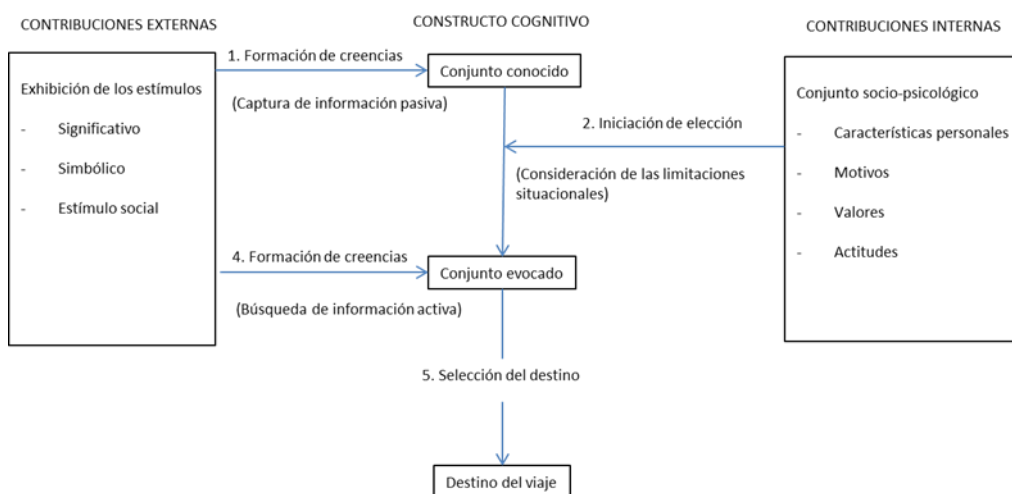 CONTRIBUCIONES EXTERNAS
CONSTRUCTO COGNITIVO
CONTRIBUCIONES INTERNAS
Exhibición de los estímulos
- Significativo
- Simbólico
- Estímulo social
1. Formación de creencias
(Captura de información pasiva)
Conjunto conocido
2. Iniciación de elección
(Consideración de las limitaciones
situacionales)
Conjunto socio-psicológico
- Características personales
- Motivos
- Valores
- Actitudes
4. Formación de creencias
(Búsqueda de información activa)
Conjunto evocado
5. Selección del destino
Destino del viaje